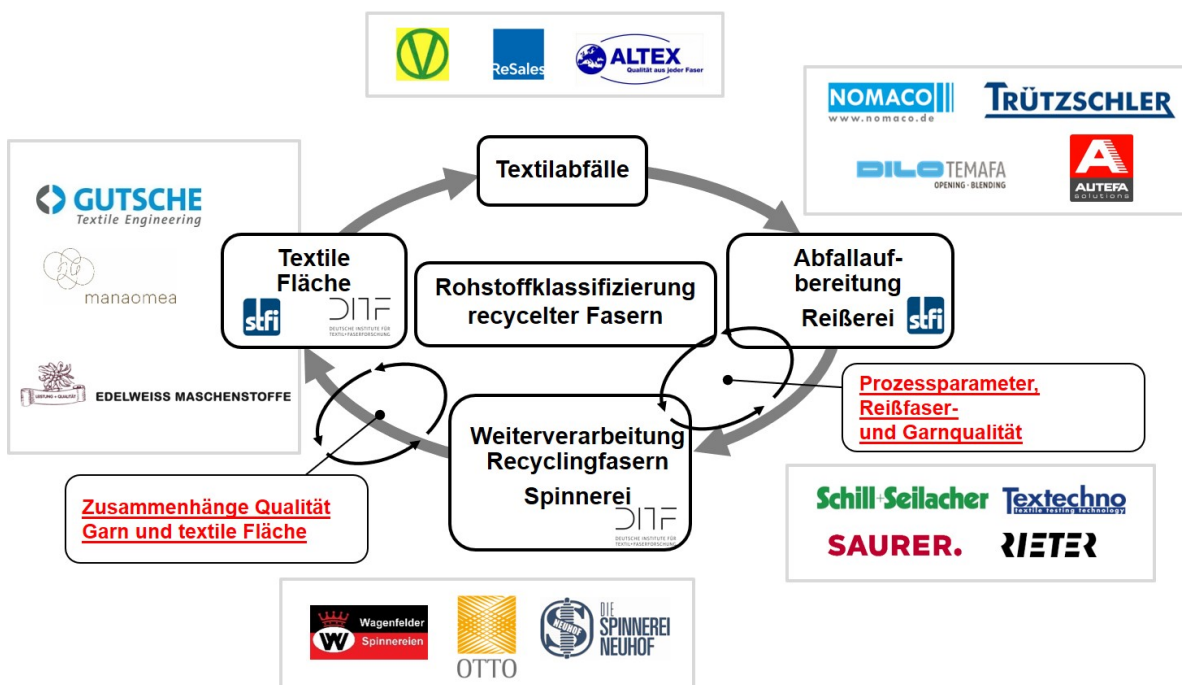 V
ReSales
ALTEX
Qualität aus jeder Faser
NOMACO
www.nomaco.de
TRÜTZSCHLER
DILO TEMAFA
OPENING · BLENDING
A
AUTEFA
solutions
Textilabfälle
GUTSCHE
Textile Engineering
manaomea
LEISTUNG + QUALITÄT
EDELWEISS MASCHENSTOFFE
Textile
Fläche
stfi
DITF
DEUTSCHE INSTITUTE FÜR
TEXTIL+FASERFORSCHUNG
Rohstoffklassifizierung
recycelter Fasern
Abfallauf-
bereitung
Reißerei
stfi
Prozessparameter,
Reißfaser-
und Garnqualität
Weiterverarbeitung
Recyclingfasern
Spinnerei
DITF
DEUTSCHE INSTITUTE FÜR
TEXTIL+FASERFORSCHUNG
Zusammenhänge Qualität
Garn und textile Fläche
Schill+Seilacher
Textechno
textile testing technology
SAURER.
RIETER
W
Wagenfelder
Spinnereien
OTTO
S
NEUHOF
DIE
SPINNEREI
NEUHOF